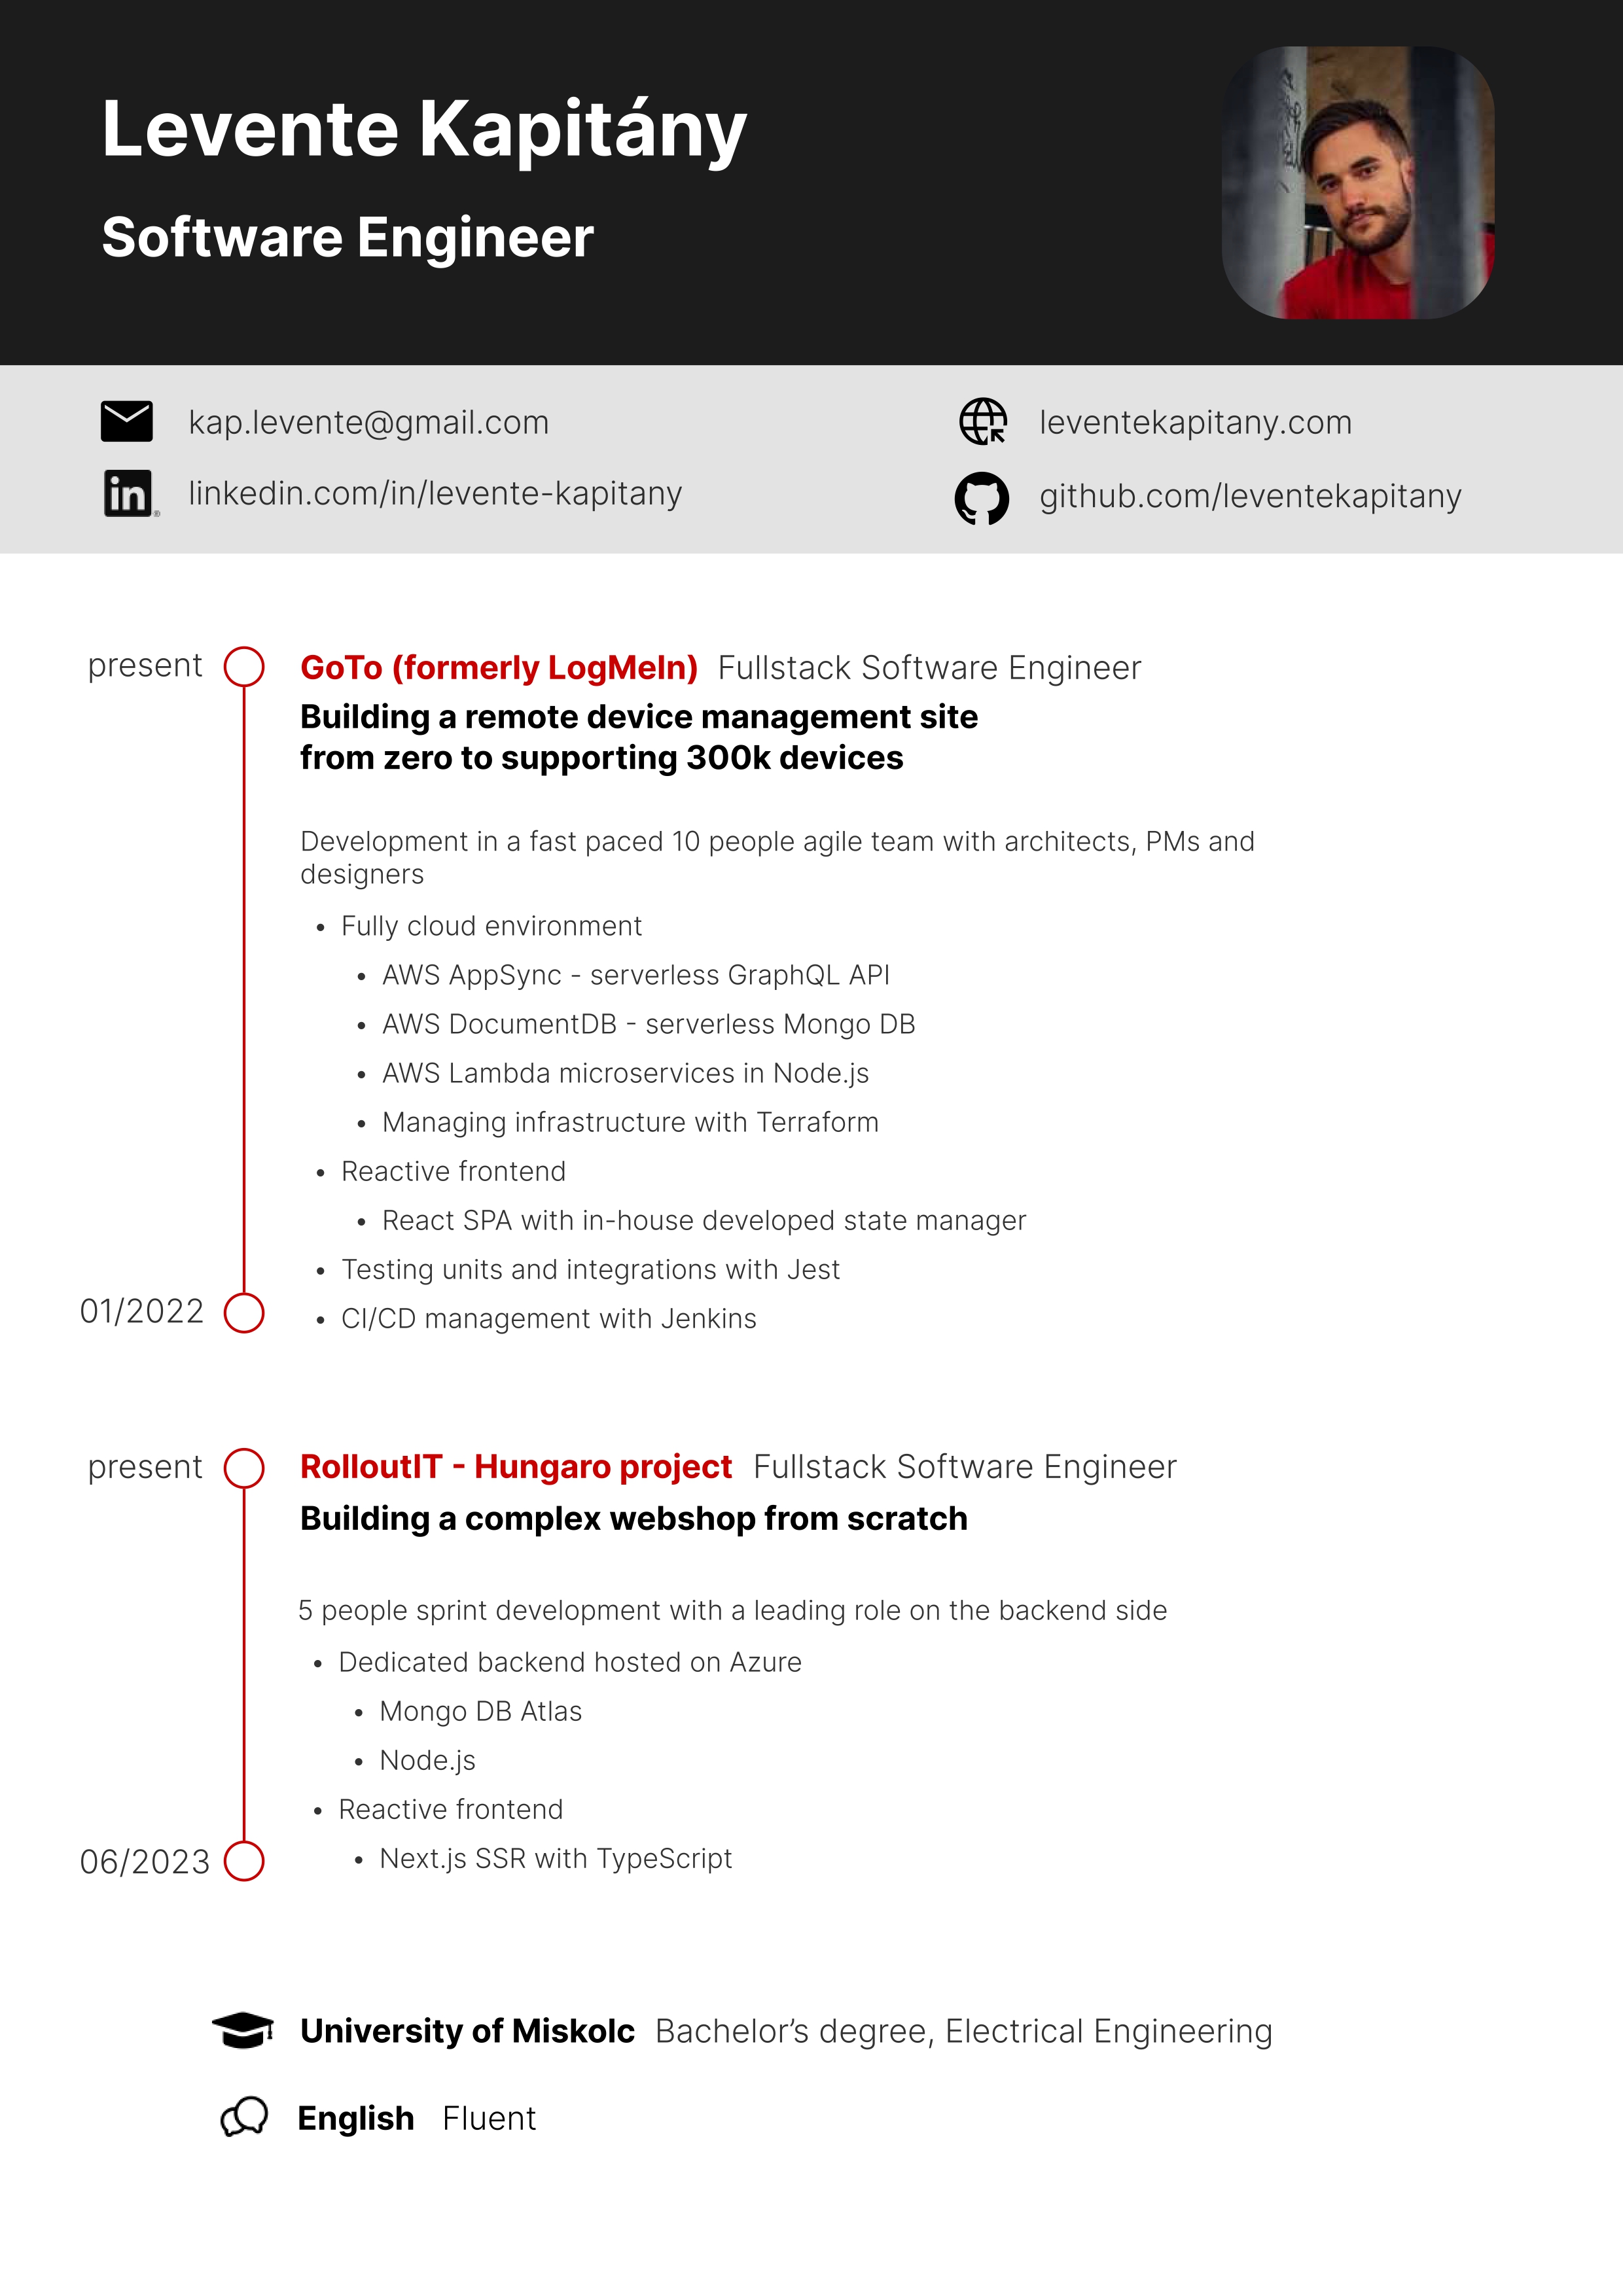 Levente Kapitány
Software Engineer
kap.levente@gmail.com
leventekapitany.com
linkedin.com/in/levente-kapitany
github.com/leventekapitany
present
GoTo (formerly LogMeIn) Fullstack Software Engineer
Building a remote device management site
from zero to supporting 300k devices
Development in a fast paced 10 people agile team with architects, PMs and
designers
• Fully cloud environment
• AWS AppSync - serverless GraphQL API
• AWS DocumentDB - serverless Mongo DB
• AWS Lambda microservices in Node.js
• Managing infrastructure with Terraform
• Reactive frontend
• React SPA with in-house developed state manager
• Testing units and integrations with Jest
01/2022
• CI/CD management with Jenkins
present
RolloutIT - Hungaro project Fullstack Software Engineer
Building a complex webshop from scratch
5 people sprint development with a leading role on the backend side
• Dedicated backend hosted on Azure
• Mongo DB Atlas
• Node.js
• Reactive frontend
06/2023
• Next.js SSR with TypeScript
University of Miskolc Bachelor’s degree, Electrical Engineering
English Fluent